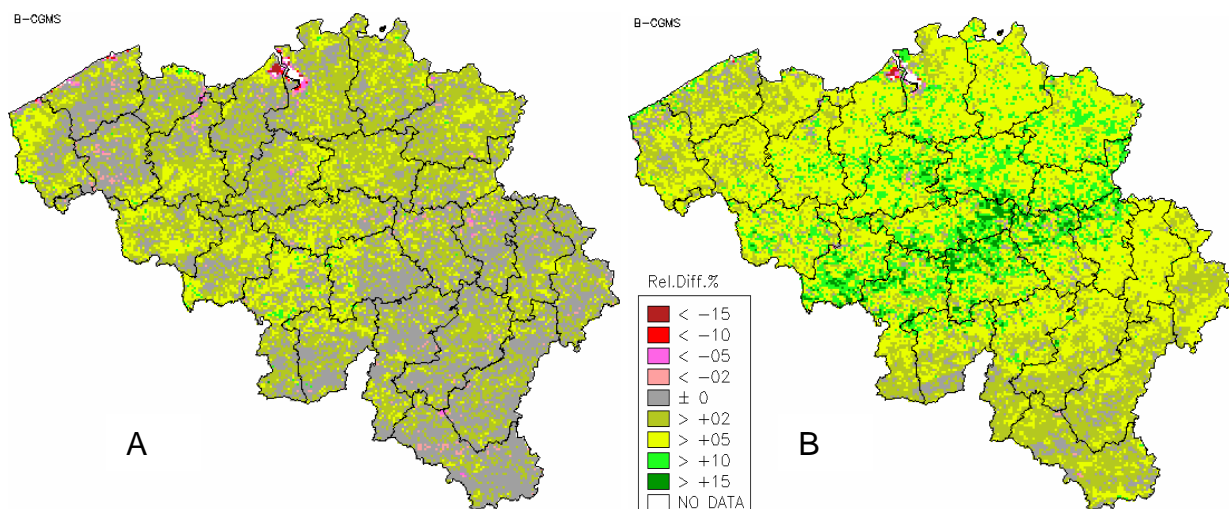 B-CGMS
B-CGMS
Rel.Diff.%
< -15
< -10
< -05
< -02
± 0
> +02
> +05
> +10
> +15
NO DATA
A
B